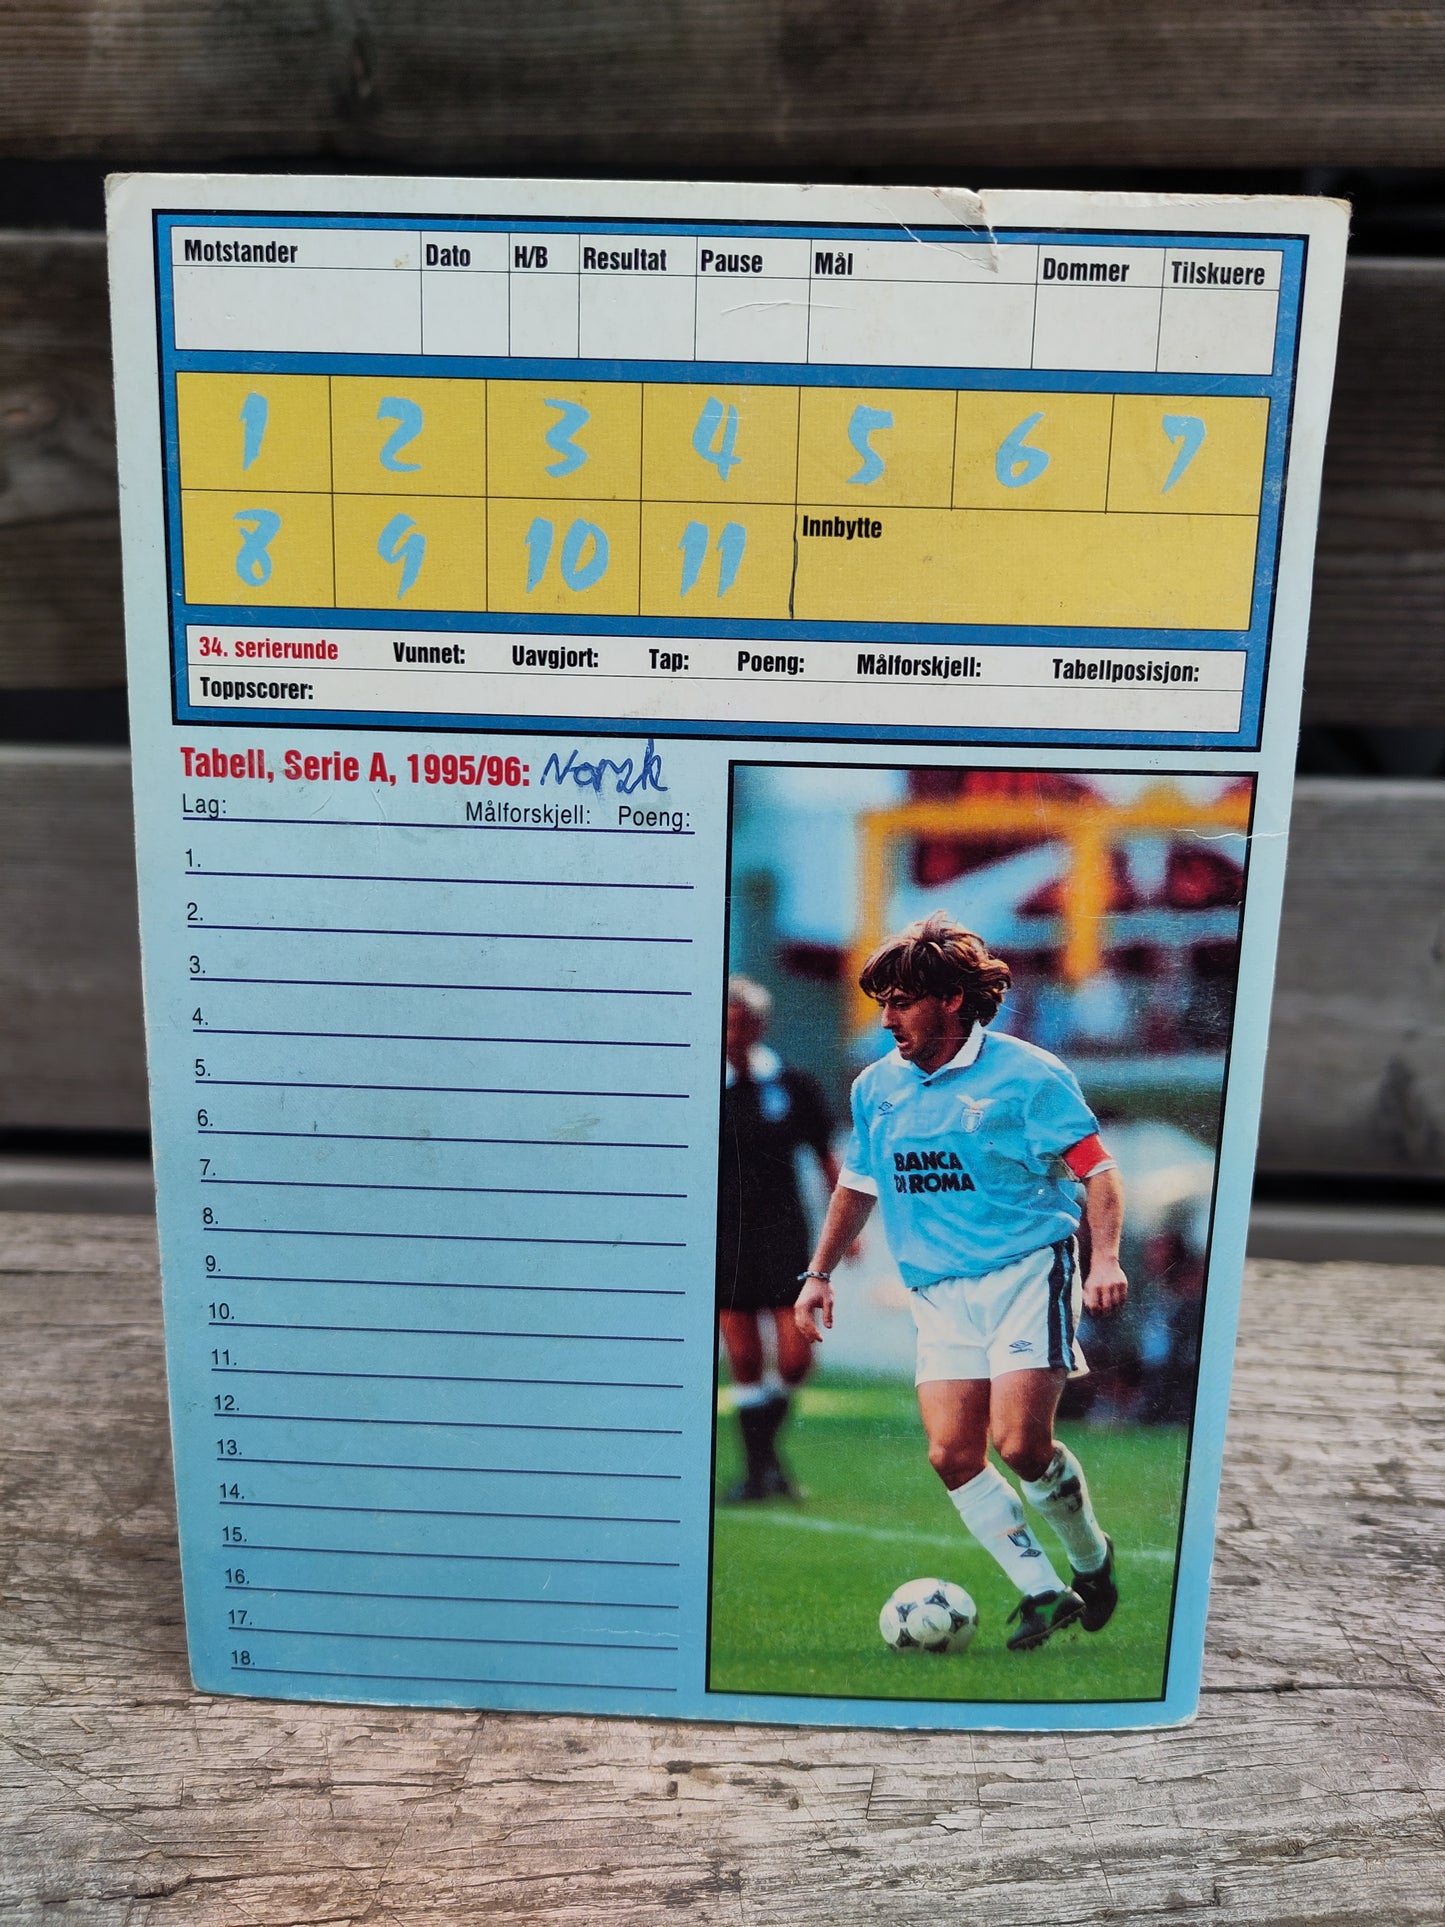 Motstander Dato H/B Resultat Pause Mål Dommer Tilskuere
1 2 3 4 5 6 7
8 9 10 11 Innbytte
34. serierunde Vunnet: Uavgjort: Tap: Poeng: Målforskjell: Tabellposisjon:
Toppscorer:
Tabell, Serie A, 1995/96: Norsk
Lag: Målforskjell: Poeng:
1.
2.
3.
4.
5.
6.
7.
8.
9.
10.
11.
12.
13.
14.
15.
16.
17.
18.
BANCA
DI ROMA